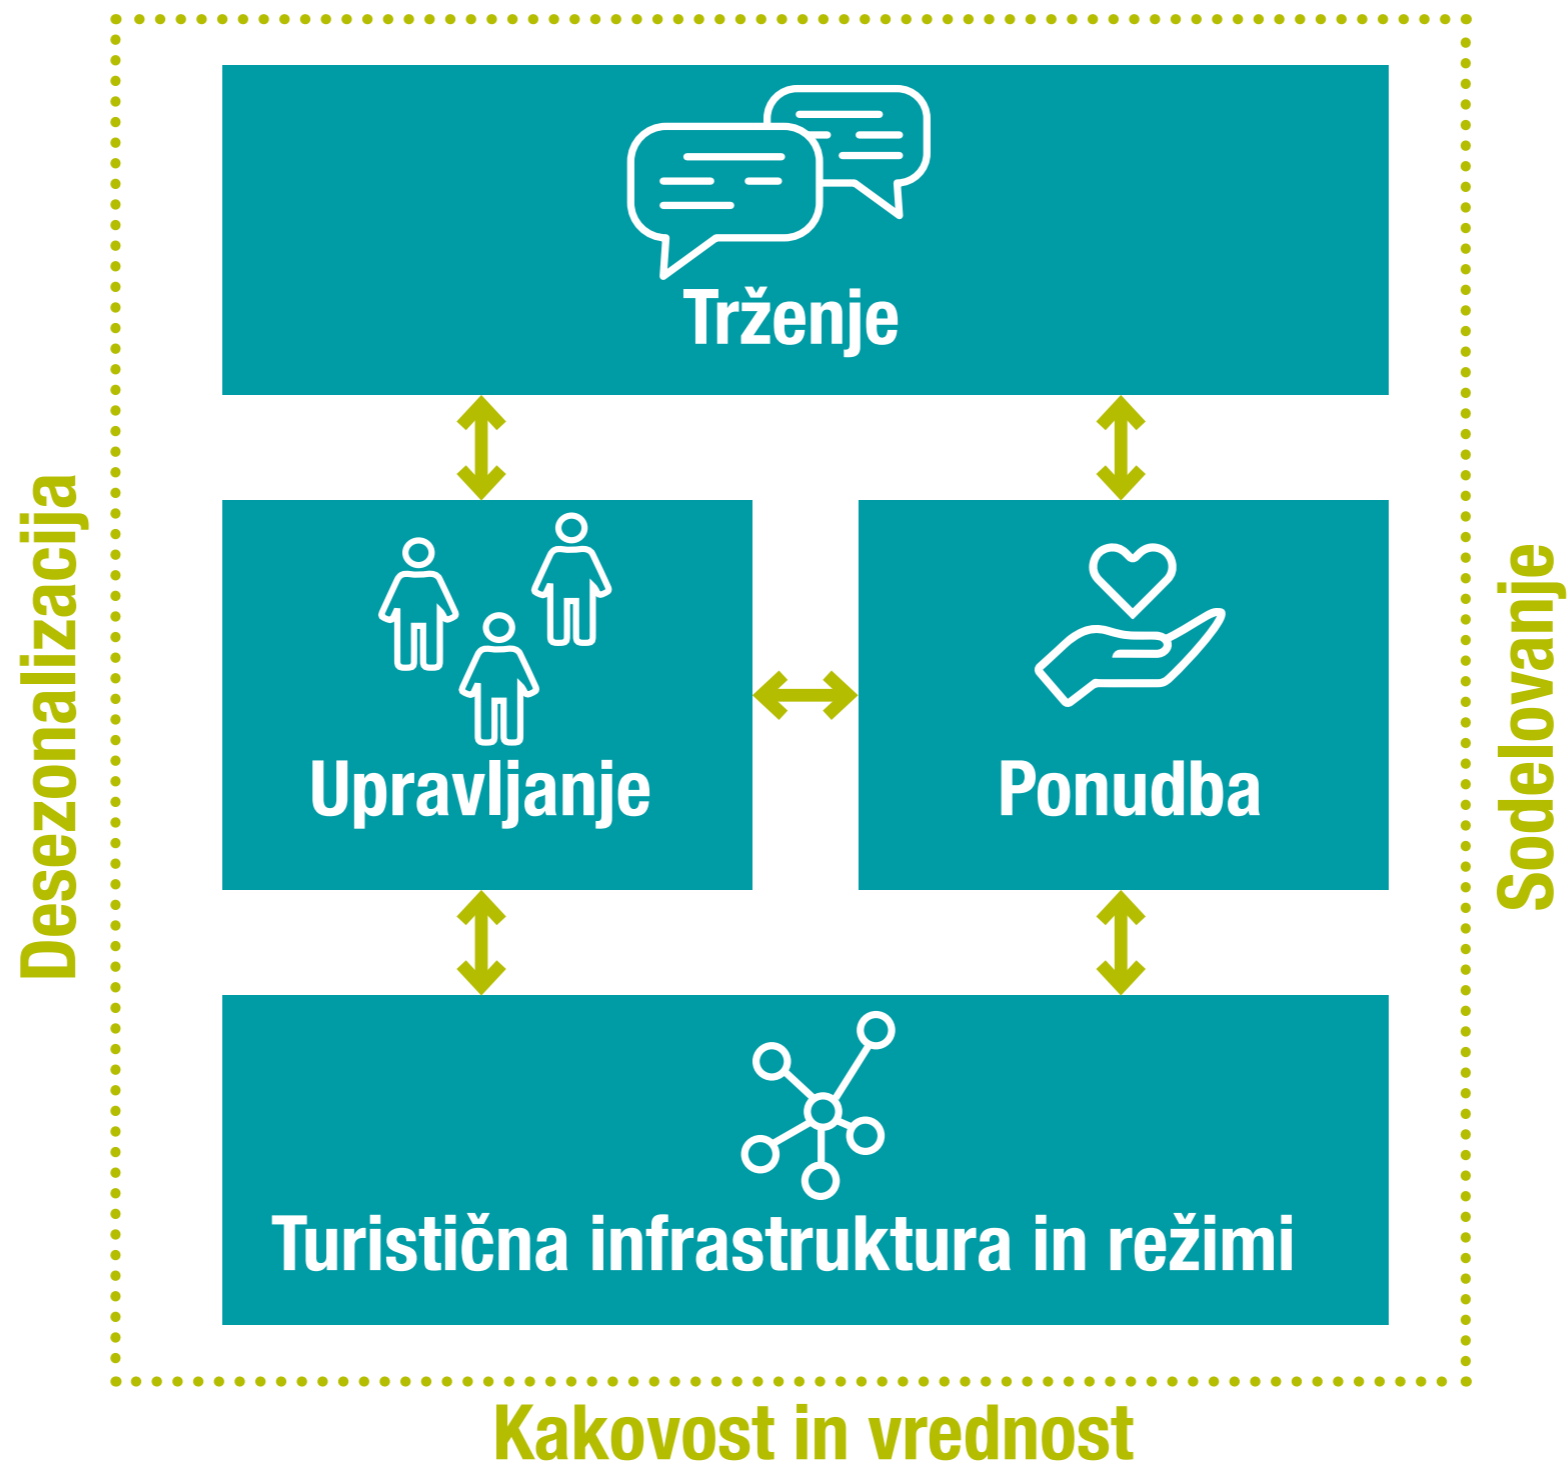 Trženje
Desezonalizacija
Upravljanje
Ponudba
Sodelovanje
Turistična infrastruktura in režimi
Kakovost in vrednost